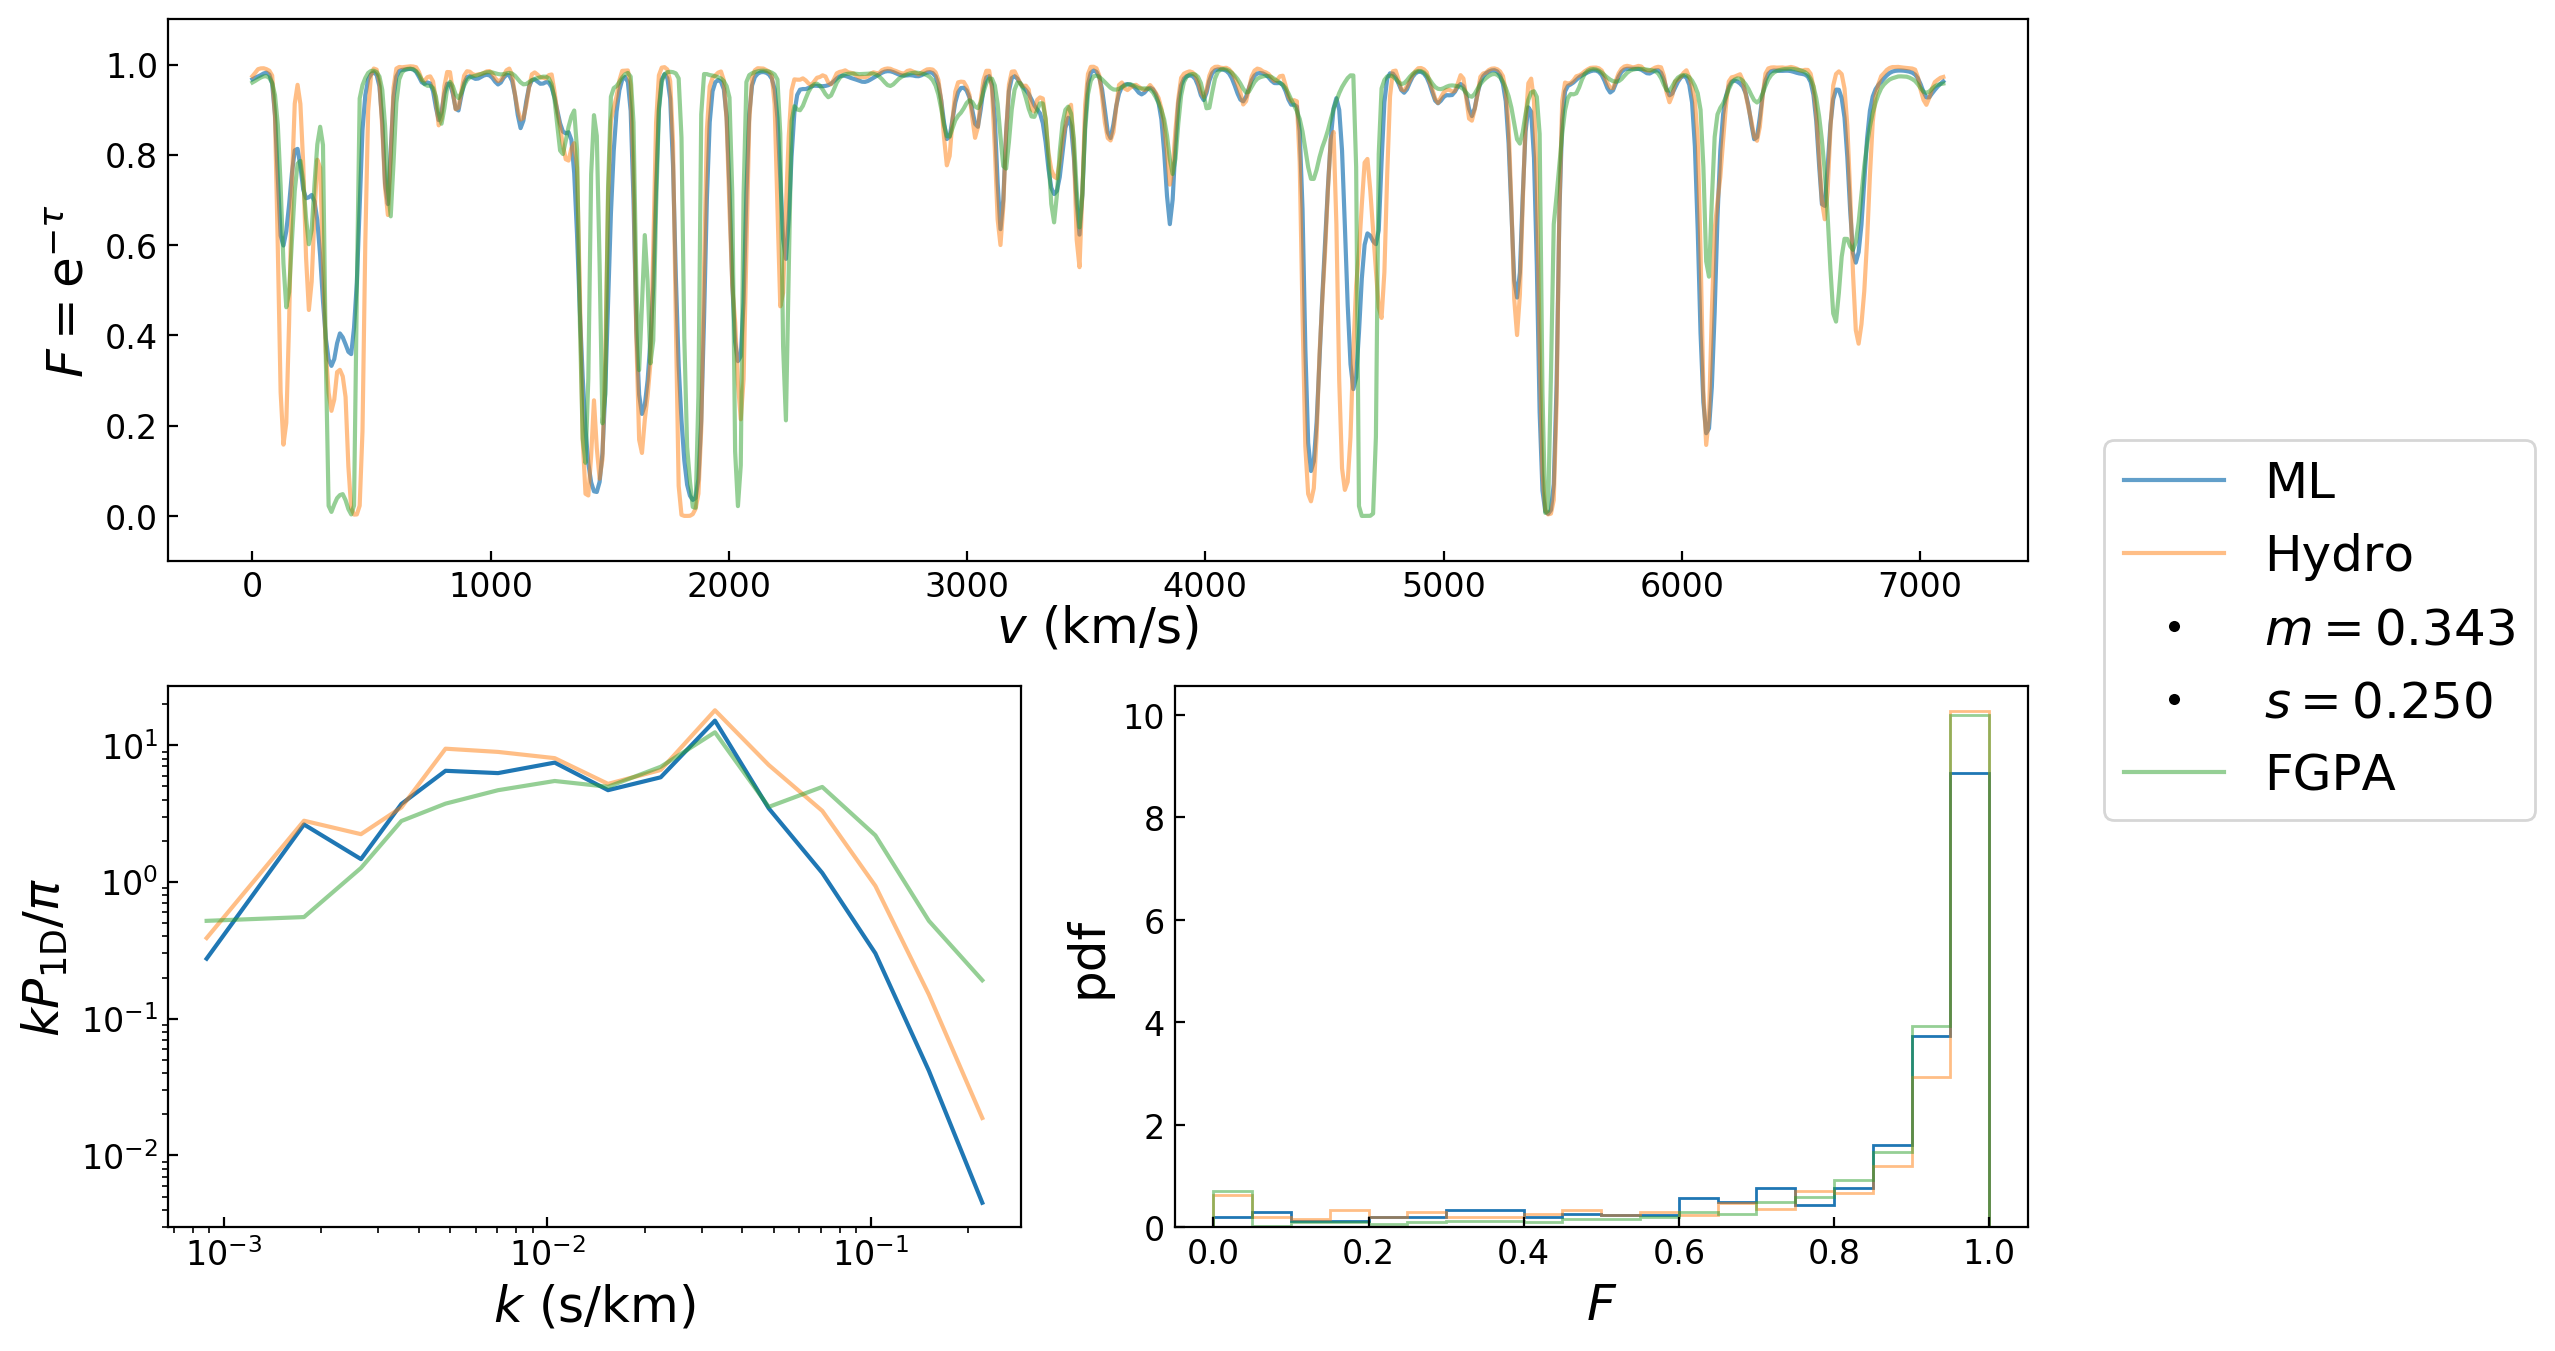 1.0
0.8
0.6
0.4
0.2
0.0
F = e^{−τ}
0 1000 2000 3000 4000 5000 6000 7000
v (km/s)
ML
Hydro
m = 0.343
s = 0.250
FGPA
10^1
10^0
10^{−1}
10^{−2}
kP_{1D}/π
10^{−3} 10^{−2} 10^{−1}
k (s/km)
10
8
6
4
2
0
pdf
0.0 0.2 0.4 0.6 0.8 1.0
F